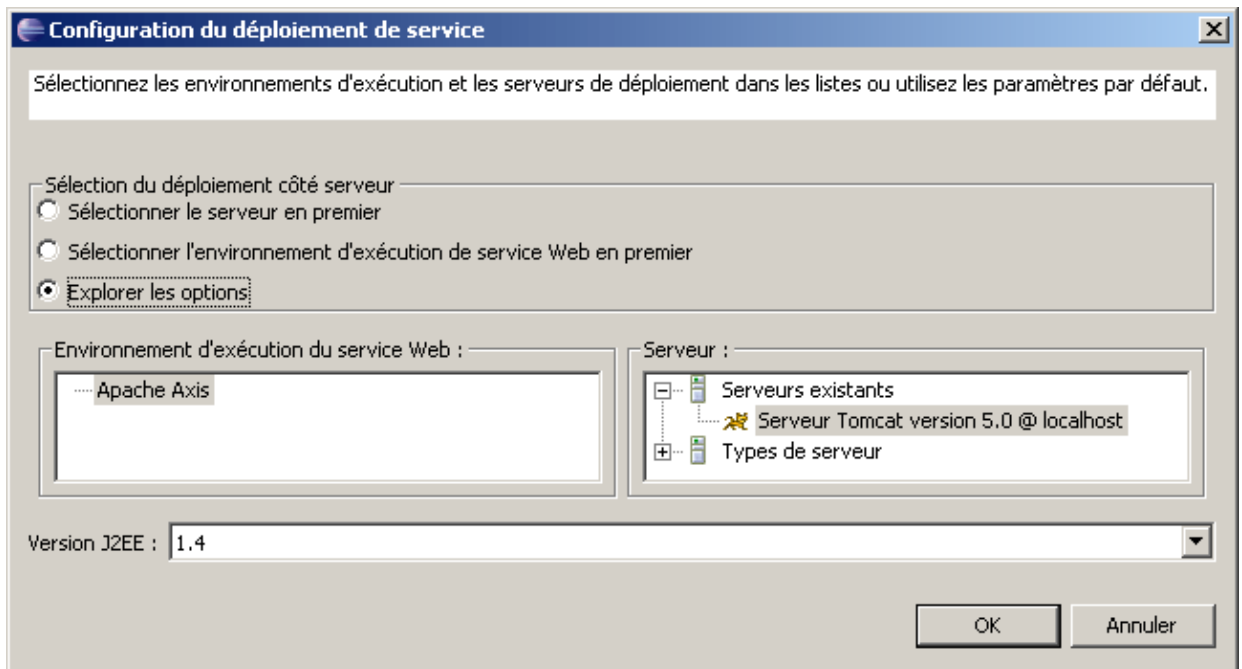 Configuration du déploiement de service
Sélectionnez les environnements d'exécution et les serveurs de déploiement dans les listes ou utilisez les paramètres par défaut.
Sélection du déploiement côté serveur
Sélectionner le serveur en premier
Sélectionner l'environnement d'exécution de service Web en premier
Explorer les options
Environnement d'exécution du service Web :
Apache Axis
Serveur :
Serveurs existants
Serveur Tomcat version 5.0 @ localhost
Types de serveur
Version J2EE : 1.4
OK Annuler